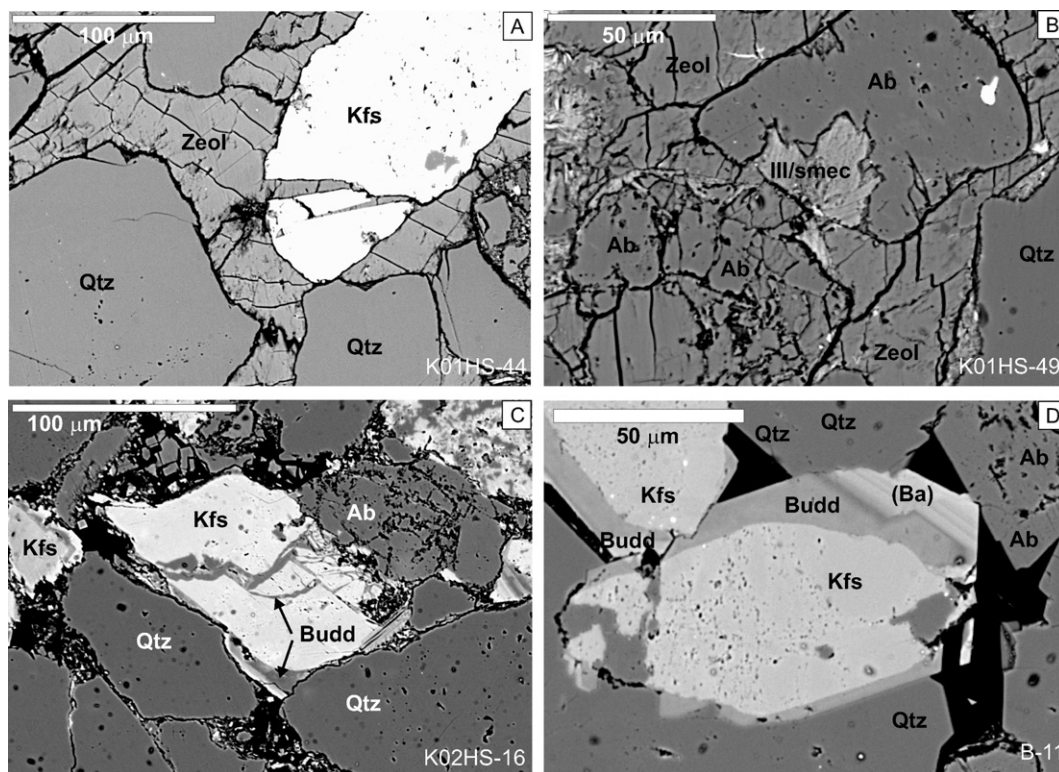 100 µm
A
Kfs
Zeol
Qtz
Qtz
K01HS-44
50 µm
B
Zeol
Ab
Ill/smec
Ab
Ab
Qtz
Zeol
K01HS-49
100 µm
C
Kfs
Ab
Kfs
Budd
Qtz
Qtz
K02HS-16
50 µm
D
Qtz
Qtz
Ab
Kfs
Budd
(Ba)
Budd
Ab
Kfs
Qtz
B-11